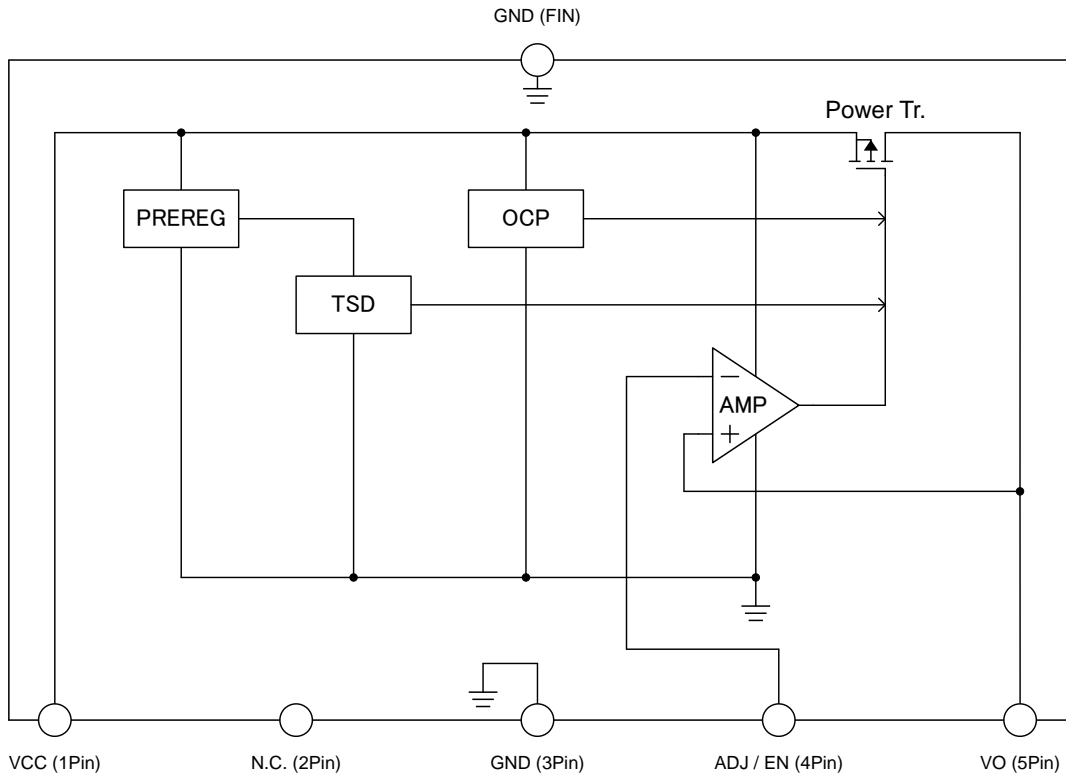 GND (FIN)
Power Tr.
PREREG
OCP
TSD
AMP
VCC (1Pin)
N.C. (2Pin)
GND (3Pin)
ADJ / EN (4Pin)
VO (5Pin)